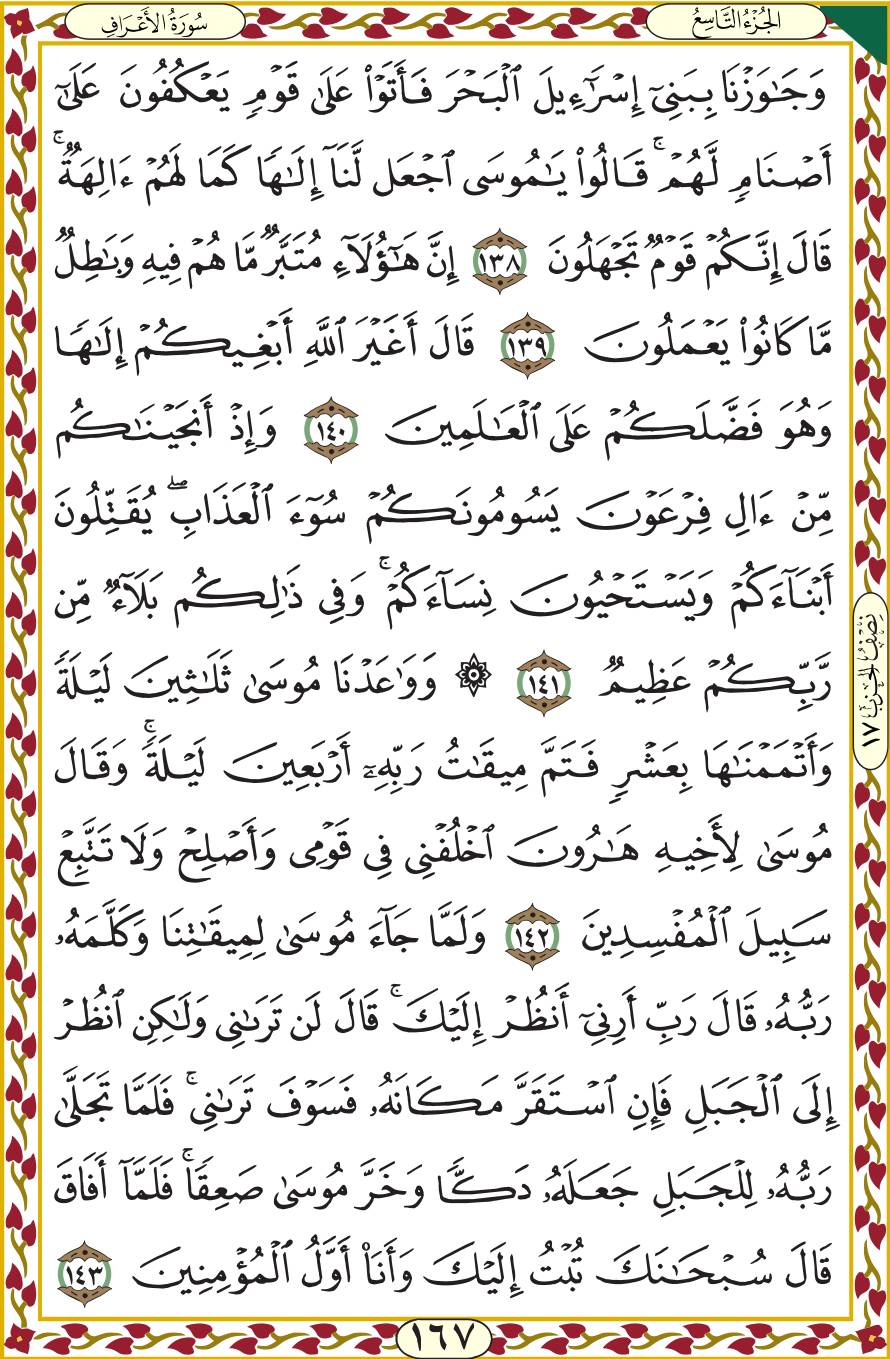 الجُزْءُ التَّاسِعُ
سُورَةُ الأَعْرَافِ
وَجَٰوَزْنَا بِبَنِىٓ إِسْرَٰٓءِيلَ ٱلْبَحْرَ فَأَتَوْا۟ عَلَىٰ قَوْمٍ يَعْكُفُونَ عَلَىٰٓ
أَصْنَامٍ لَّهُمْ ۚ قَالُوا۟ يَٰمُوسَى ٱجْعَل لَّنَآ إِلَٰهًا كَمَا لَهُمْ ءَالِهَةٌ ۚ
قَالَ إِنَّكُمْ قَوْمٌ تَجْهَلُونَ ١٣٨ إِنَّ هَٰٓؤُلَآءِ مُتَبَّرٌ مَّا هُمْ فِيهِ وَبَٰطِلٌ
مَّا كَانُوا۟ يَعْمَلُونَ ١٣٩ قَالَ أَغَيْرَ ٱللَّهِ أَبْغِيكُمْ إِلَٰهًا
وَهُوَ فَضَّلَكُمْ عَلَى ٱلْعَٰلَمِينَ ١٤٠ وَإِذْ أَنجَيْنَٰكُم
مِّنْ ءَالِ فِرْعَوْنَ يَسُومُونَكُمْ سُوٓءَ ٱلْعَذَابِ ۖ يُقَتِّلُونَ
أَبْنَآءَكُمْ وَيَسْتَحْيُونَ نِسَآءَكُمْ ۚ وَفِى ذَٰلِكُم بَلَآءٌ مِّن
رَّبِّكُمْ عَظِيمٌ ١٤١ ۞ وَوَٰعَدْنَا مُوسَىٰ ثَلَٰثِينَ لَيْلَةً
وَأَتْمَمْنَٰهَا بِعَشْرٍ فَتَمَّ مِيقَٰتُ رَبِّهِۦٓ أَرْبَعِينَ لَيْلَةً ۚ وَقَالَ
مُوسَىٰ لِأَخِيهِ هَٰرُونَ ٱخْلُفْنِى فِى قَوْمِى وَأَصْلِحْ وَلَا تَتَّبِعْ
سَبِيلَ ٱلْمُفْسِدِينَ ١٤٢ وَلَمَّا جَآءَ مُوسَىٰ لِمِيقَٰتِنَا وَكَلَّمَهُۥ
رَبُّهُۥ قَالَ رَبِّ أَرِنِىٓ أَنظُرْ إِلَيْكَ ۚ قَالَ لَن تَرَىٰنِى وَلَٰكِنِ ٱنظُرْ
إِلَى ٱلْجَبَلِ فَإِنِ ٱسْتَقَرَّ مَكَانَهُۥ فَسَوْفَ تَرَىٰنِى ۚ فَلَمَّا تَجَلَّىٰ
رَبُّهُۥ لِلْجَبَلِ جَعَلَهُۥ دَكًّا وَخَرَّ مُوسَىٰ صَعِقًا ۚ فَلَمَّآ أَفَاقَ
قَالَ سُبْحَٰنَكَ تُبْتُ إِلَيْكَ وَأَنَا۠ أَوَّلُ ٱلْمُؤْمِنِينَ ١٤٣
نِصْفُ الحِزْبِ ١٧
١٦٧